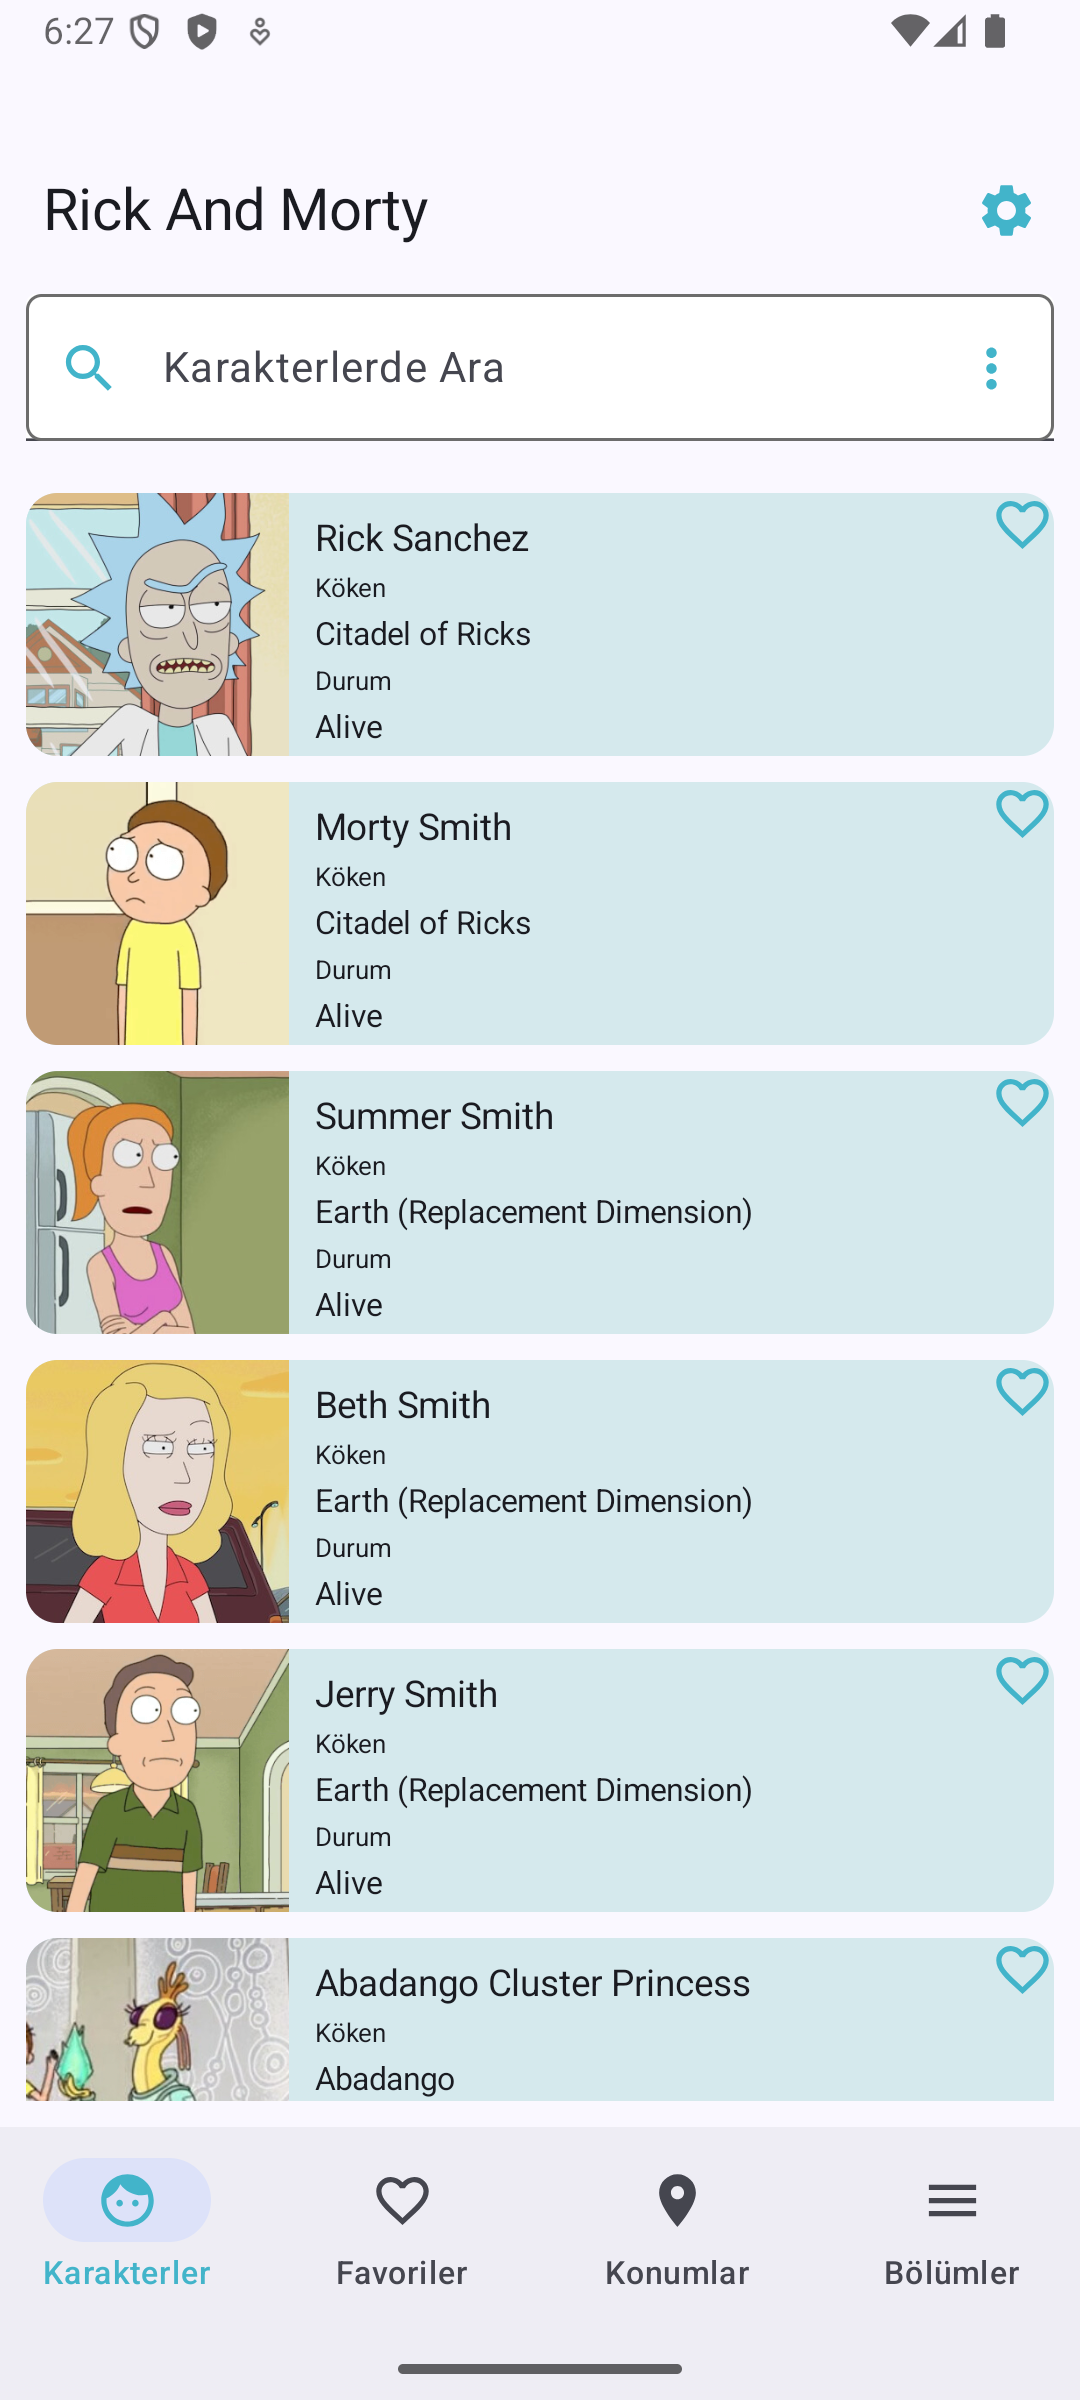 6:27
Rick And Morty
Karakterlerde Ara
Rick Sanchez
Köken
Citadel of Ricks
Durum
Alive
Morty Smith
Köken
Citadel of Ricks
Durum
Alive
Summer Smith
Köken
Earth (Replacement Dimension)
Durum
Alive
Beth Smith
Köken
Earth (Replacement Dimension)
Durum
Alive
Jerry Smith
Köken
Earth (Replacement Dimension)
Durum
Alive
Abadango Cluster Princess
Köken
Abadango
Karakterler
Favoriler
Konumlar
Bölümler